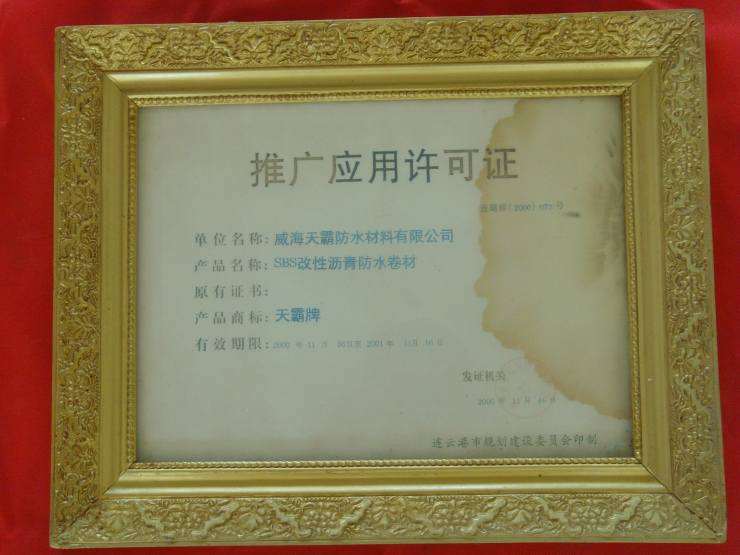 推广应用许可证
(2000) 072 号
单位名称: 威海天霸防水材料有限公司
产品名称: SBS改性沥青防水卷材
原有证书:
产品商标: 天霸牌
有效期限: 2000 年 11 月 16日至 2001 年 11月 16 日
发证机关
2000 年 11 月 16 日
连云港市规划建设委员会印制